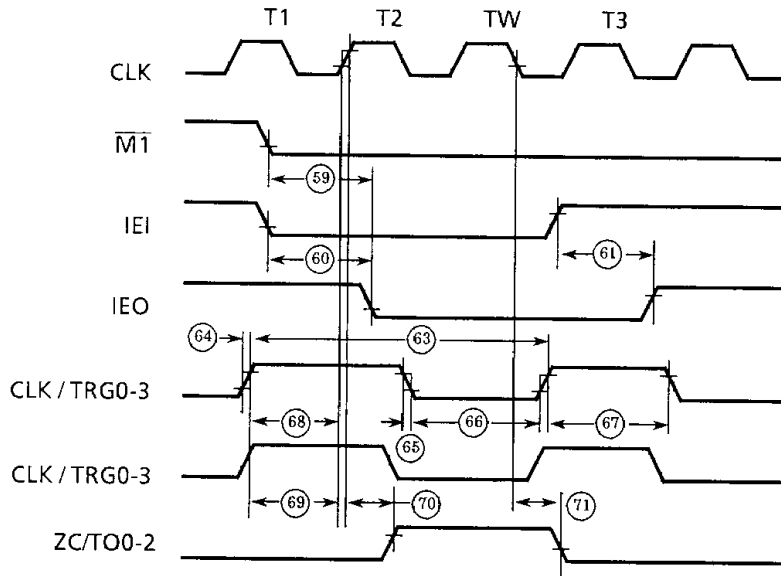 T1 T2 TW T3
CLK
M1
59
IEI
60
61
IEO
64
63
CLK / TRG0-3
68
66
67
65
CLK/TRG0-3
69
70
71
ZC/TO0-2